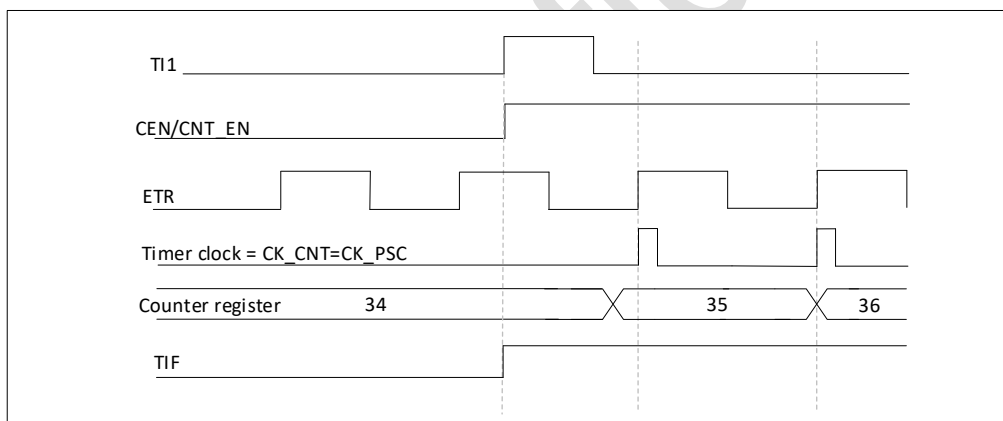 TI1
CEN/CNT_EN
ETR
Timer clock = CK_CNT=CK_PSC
Counter register 34 35 36
TIF